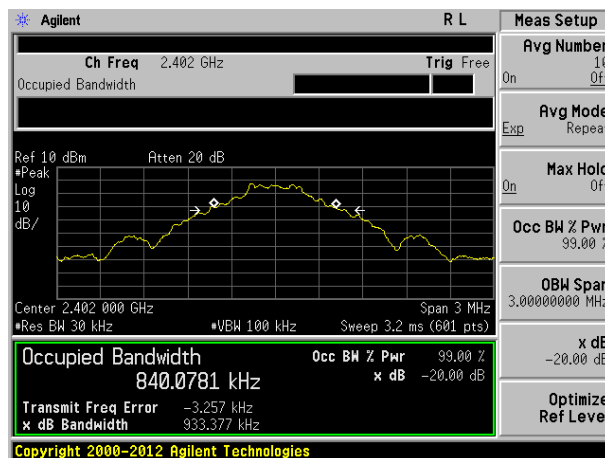 Agilent R L Meas Setup
Ch Freq 2.402 GHz Trig Free
Occupied Bandwidth
Avg Number
10
On Off
Avg Mode
Exp Repeat
Max Hold
On Off
Occ BW % Pwr
99.00 %
OBW Span
3.00000000 MHz
x dB
-20.00 dB
Optimize
Ref Level
Ref 10 dBm Atten 20 dB
#Peak
Log
10
dB/
Center 2.402 000 GHz Span 3 MHz
#Res BW 30 kHz #VBW 100 kHz Sweep 3.2 ms (601 pts)
Occupied Bandwidth Occ BW % Pwr 99.00 %
840.0781 kHz x dB -20.00 dB
Transmit Freq Error -3.257 kHz
x dB Bandwidth 933.377 kHz
Copyright 2000-2012 Agilent Technologies